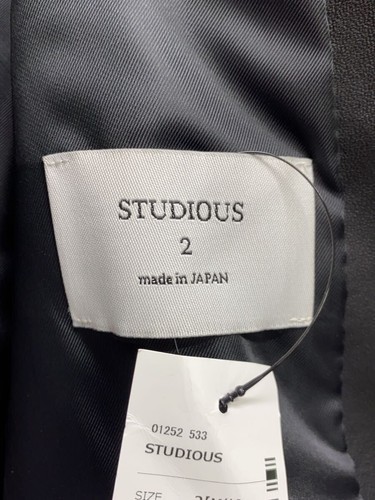 STUDIOUS
2
made in JAPAN
01252 533
STUDIOUS
SIZE